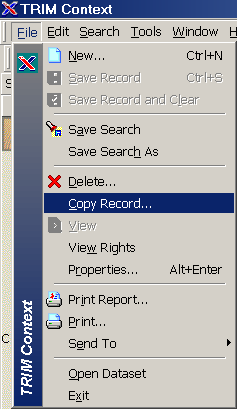 TRIM Context
File Edit Search Tools Window H
New... Ctrl+N
Save Record Ctrl+S
Save Record and Clear
Save Search
Save Search As
Delete...
Copy Record...
View
View Rights
Properties... Alt+Enter
Print Report...
Print...
Send To
Open Dataset
Exit
TRIM Context
S
C